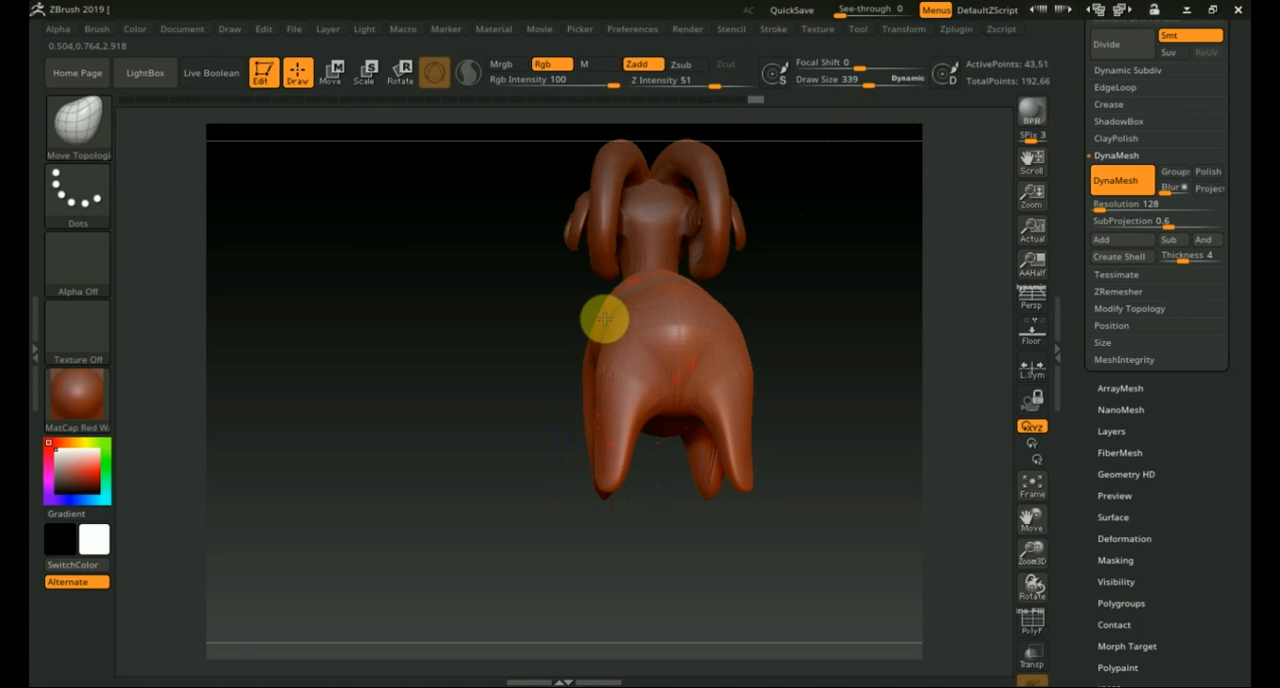 ZBrush 2019 [
AC QuickSave See-through 0 Menus DefaultZScript
Alpha Brush Color Document Draw Edit File Layer Light Macro Marker Material Movie Picker Preferences Render Stencil Stroke Texture Tool Transform Zplugin Zscript
0.504,0.764,2.918
Home Page LightBox Live Boolean Edit Draw Move Scale Rotate
Mrgb Rgb M Zadd Zsub Zcut
Rgb Intensity 100 Z Intensity 51
Focal Shift 0
Draw Size 339 Dynamic
ActivePoints: 43,51
TotalPoints: 192,66
Move Topologi
Dots
Alpha Off
Texture Off
MatCap Red W
Gradient
SwitchColor
Alternate
BPR
SPix 3
Scroll
Zoom
Actual
AAHalf
Persp
Floor
L.Sym
XYZ
Frame
Move
Zoom3D
Rotate
PolyF
Transp
Divide Smt
Suv ReUV
Dynamic Subdiv
EdgeLoop
Crease
ShadowBox
ClayPolish
DynaMesh
DynaMesh Groups Polish
Blur Project
Resolution 128
SubProjection 0.6
Add Sub And
Create Shell Thickness 4
Tessimate
ZRemesher
Modify Topology
Position
Size
MeshIntegrity
ArrayMesh
NanoMesh
Layers
FiberMesh
Geometry HD
Preview
Surface
Deformation
Masking
Visibility
Polygroups
Contact
Morph Target
Polypaint